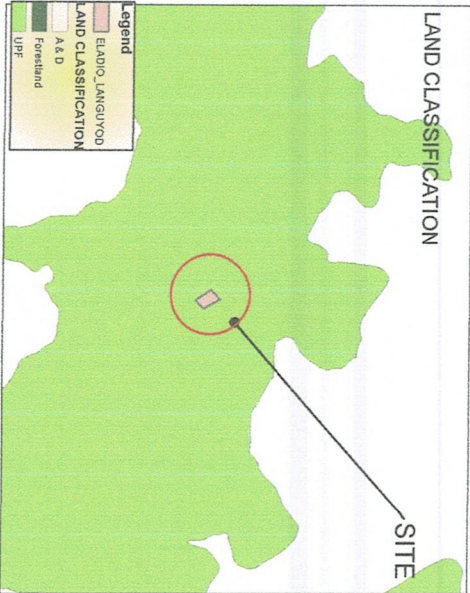 LAND CLASSIFICATION
SITE
Legend
ELADIO_LANGUYOD
LAND CLASSIFICATION
A & D
Forestland
UPF